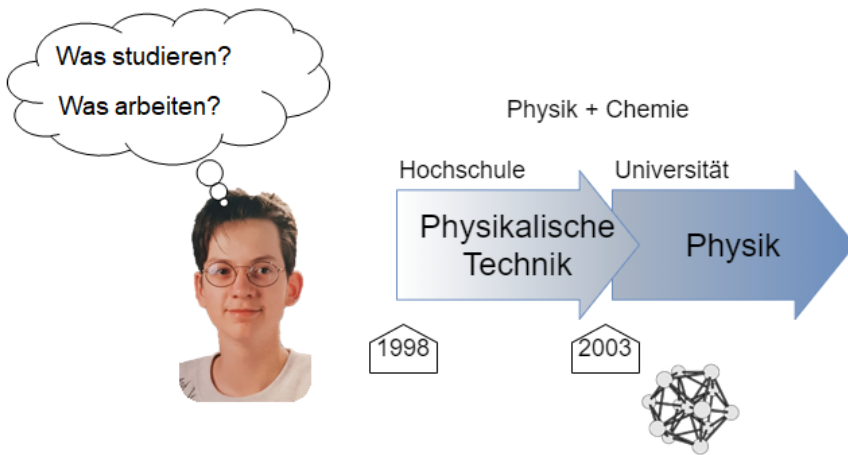 Was studieren?
Was arbeiten?
Physik + Chemie
Hochschule
Universität
Physikalische
Technik
Physik
1998
2003